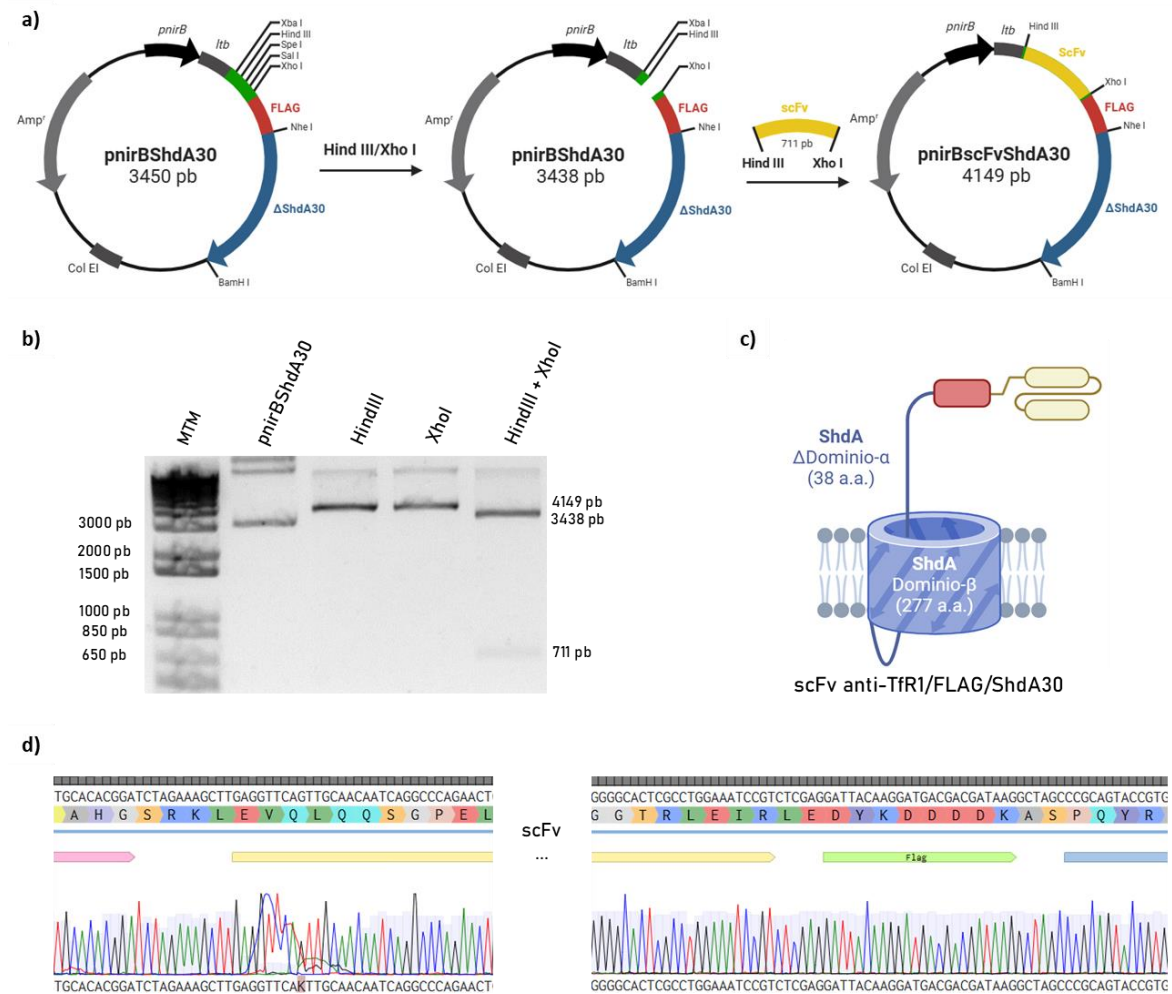 a)
pnirB
ltb
Xba I
Hind III
Spe I
Sal I
Xho I
FLAG
Nhe I
Ampʳ
pnirBShdA30
3450 pb
ΔShdA30
Col EI
BamH I
Hind III/Xho I
pnirB
ltb
Xba I
Hind III
Xho I
FLAG
Nhe I
Ampʳ
pnirBShdA30
3438 pb
ΔShdA30
Col EI
BamH I
scFv
711 pb
Hind III
Xho I
pnirB
ltb
Hind III
ScFv
Xho I
FLAG
Nhe I
Ampʳ
pnirBscFvShdA30
4149 pb
ΔShdA30
Col EI
BamH I
b)
MTM
pnirBShdA30
HindIII
XhoI
HindIII + XhoI
3000 pb
2000 pb
1500 pb
1000 pb
850 pb
650 pb
4149 pb
3438 pb
711 pb
c)
ShdA
ΔDominio-α
(38 a.a.)
ShdA
Dominio-β
(277 a.a.)
scFv anti-TfR1/FLAG/ShdA30
d)
TGCACACGGATCTAGAAAGCTTGAGGTTCAGTTGCAACAATCAGGCCCAGAACT
A H G S R K L E V Q L Q Q S G P E L
TGCACACGGATCTAGAAAGCTTGAGGTTCAKTTGCAACAATCAGGCCCAGAACT
scFv
...
GGGGCACTCGCCTGGAAATCCGTCTCGAGGATTACAAGGATGACGACGATAAGGCTAGCCCGCAGTACCGTG
G T R L E I R L E D Y K D D D D K A S P Q Y R
Flag
GGGGCACTCGCCTGGAAATCCGTCTCGAGGATTACAAGGATGACGACGATAAGGCTAGCCCGCAGTACCGTG